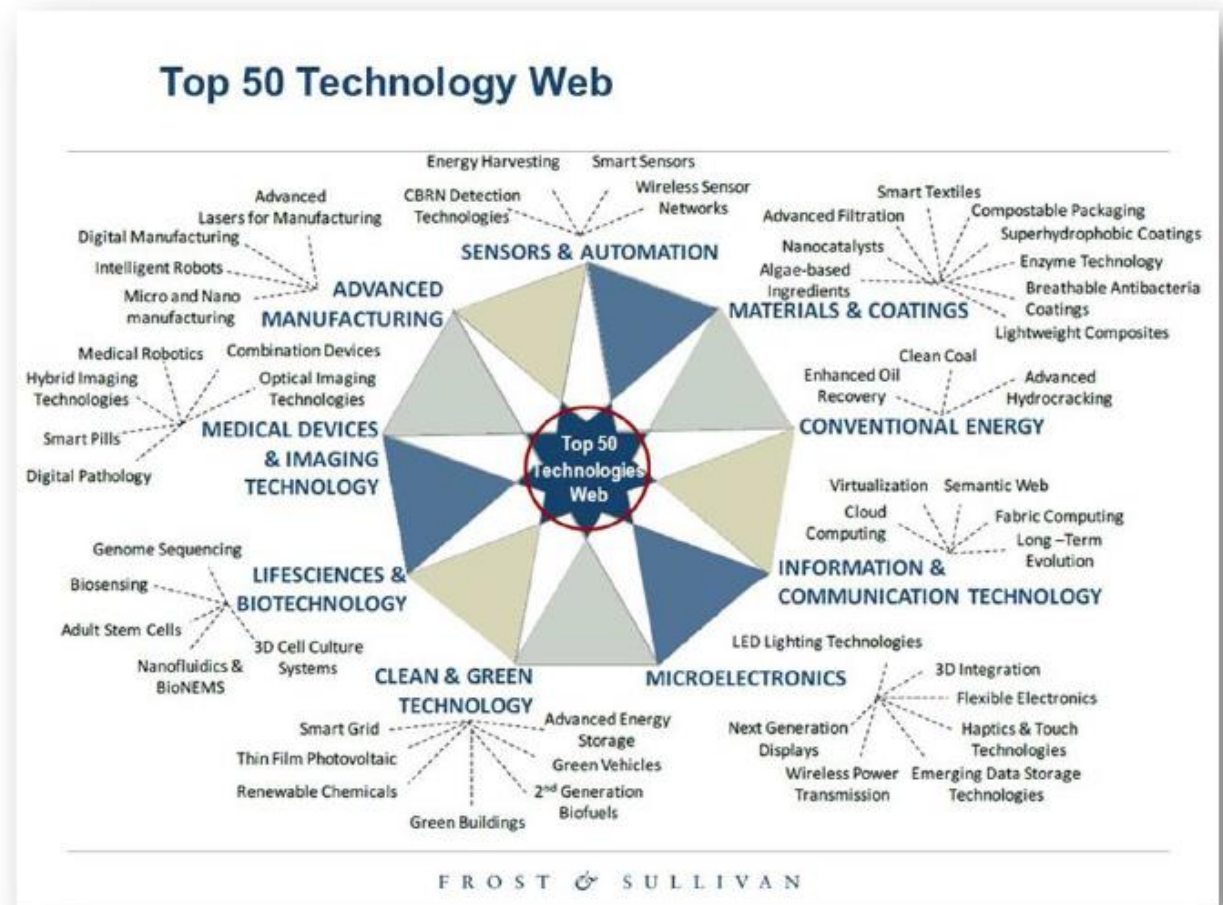 Top 50 Technology Web
Energy Harvesting
Smart Sensors
CBRN Detection
Technologies
Wireless Sensor
Networks
SENSORS & AUTOMATION
Advanced
Lasers for Manufacturing
Digital Manufacturing
Intelligent Robots
Micro and Nano
manufacturing
ADVANCED
MANUFACTURING
Smart Textiles
Advanced Filtration
Compostable Packaging
Superhydrophobic Coatings
Nanocatalysts
Enzyme Technology
Algae-based
Ingredients
Breathable Antibacteria
Coatings
Lightweight Composites
MATERIALS & COATINGS
Medical Robotics
Combination Devices
Hybrid Imaging
Technologies
Optical Imaging
Technologies
Smart Pills
Digital Pathology
MEDICAL DEVICES
& IMAGING
TECHNOLOGY
Clean Coal
Enhanced Oil
Recovery
Advanced
Hydrocracking
CONVENTIONAL ENERGY
Top 50
Technologies
Web
Virtualization
Semantic Web
Cloud
Computing
Fabric Computing
Long –Term
Evolution
INFORMATION &
COMMUNICATION TECHNOLOGY
Genome Sequencing
Biosensing
Adult Stem Cells
Nanofluidics &
BioNEMS
3D Cell Culture
Systems
LIFESCIENCES &
BIOTECHNOLOGY
CLEAN & GREEN
TECHNOLOGY
Smart Grid
Thin Film Photovoltaic
Renewable Chemicals
Green Buildings
Advanced Energy
Storage
Green Vehicles
2nd Generation
Biofuels
MICROELECTRONICS
LED Lighting Technologies
3D Integration
Flexible Electronics
Next Generation
Displays
Haptics & Touch
Technologies
Wireless Power
Transmission
Emerging Data Storage
Technologies
FROST & SULLIVAN